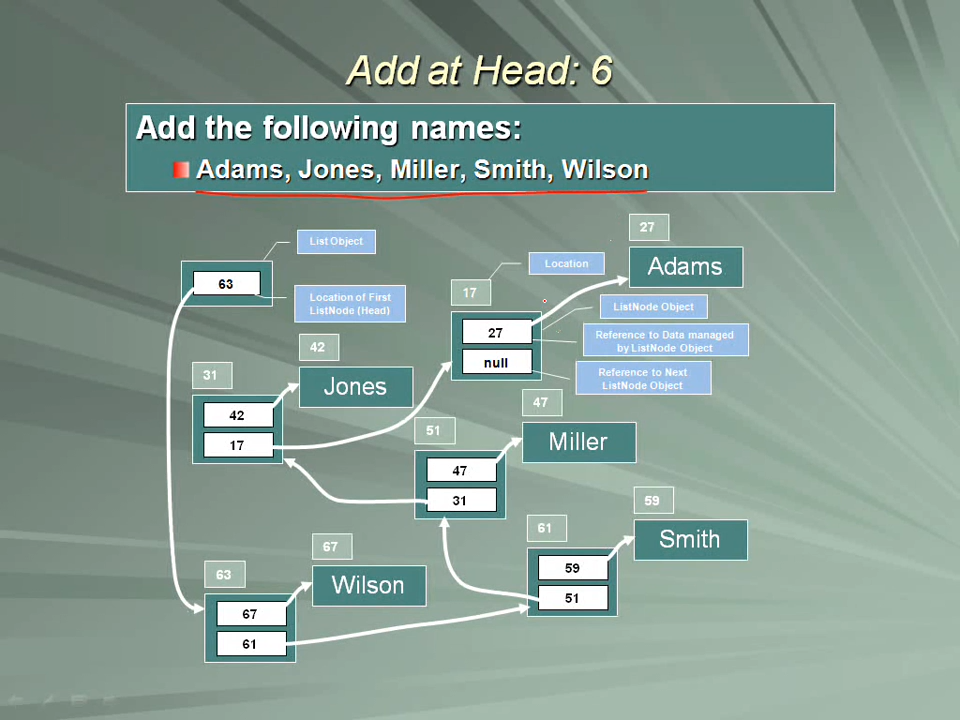 Add at Head: 6
Add the following names:
Adams, Jones, Miller, Smith, Wilson
27
List Object
Adams
Location
63
17
Location of First
ListNode (Head)
ListNode Object
27
Reference to Data managed
by ListNode Object
42
null
Reference to Next
ListNode Object
31
Jones
47
42
51
Miller
17
47
31
59
61
Smith
67
59
63
Wilson
51
67
61